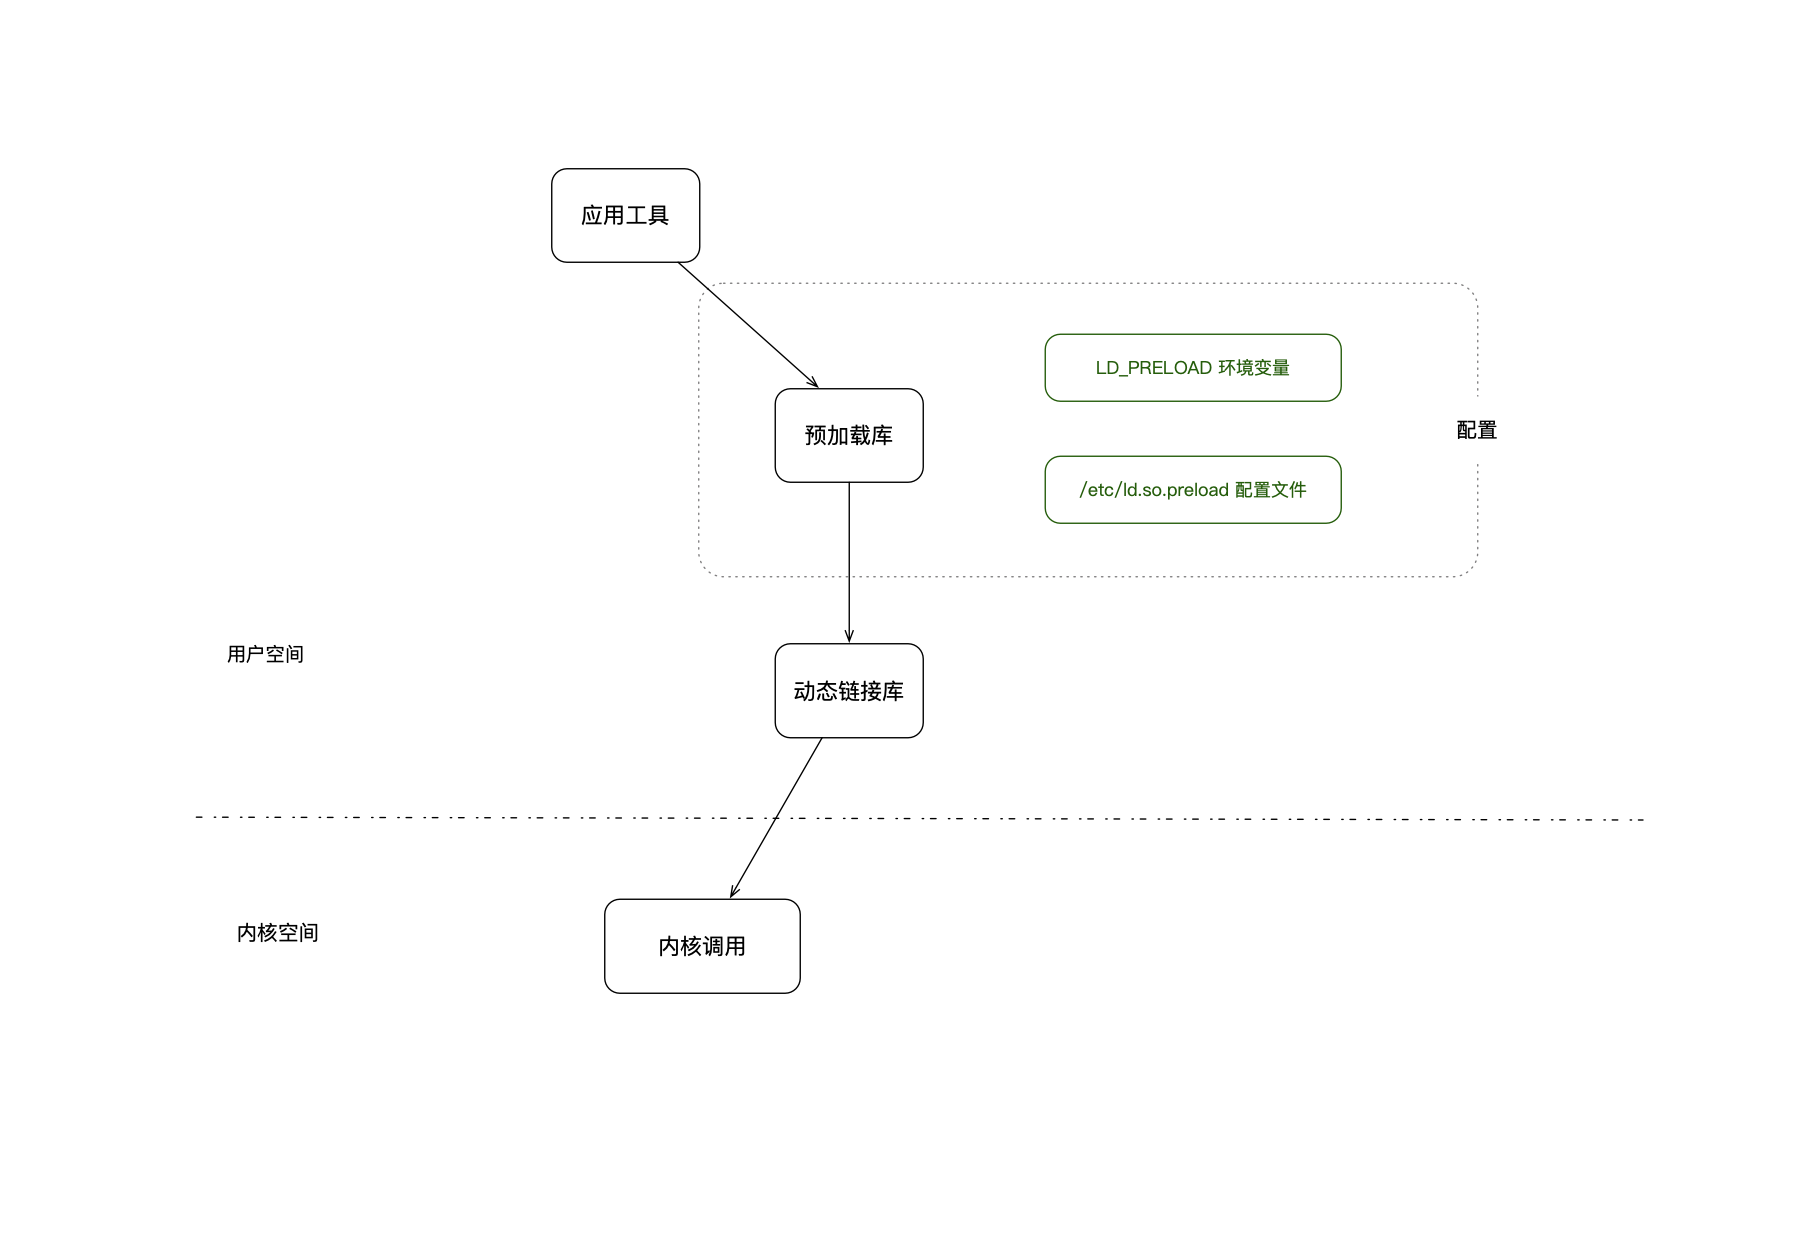 应用工具
LD_PRELOAD 环境变量
配置
预加载库
/etc/ld.so.preload 配置文件
用户空间
动态链接库
内核空间
内核调用